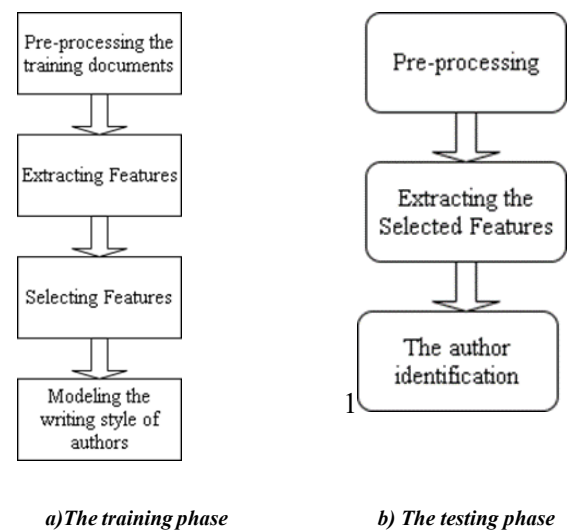 Pre-processing the
training documents
Extracting Features
Selecting Features
Modeling the
writing style of
authors
a)The training phase
Pre-processing
Extracting the
Selected Features
The author
identification
1
b) The testing phase